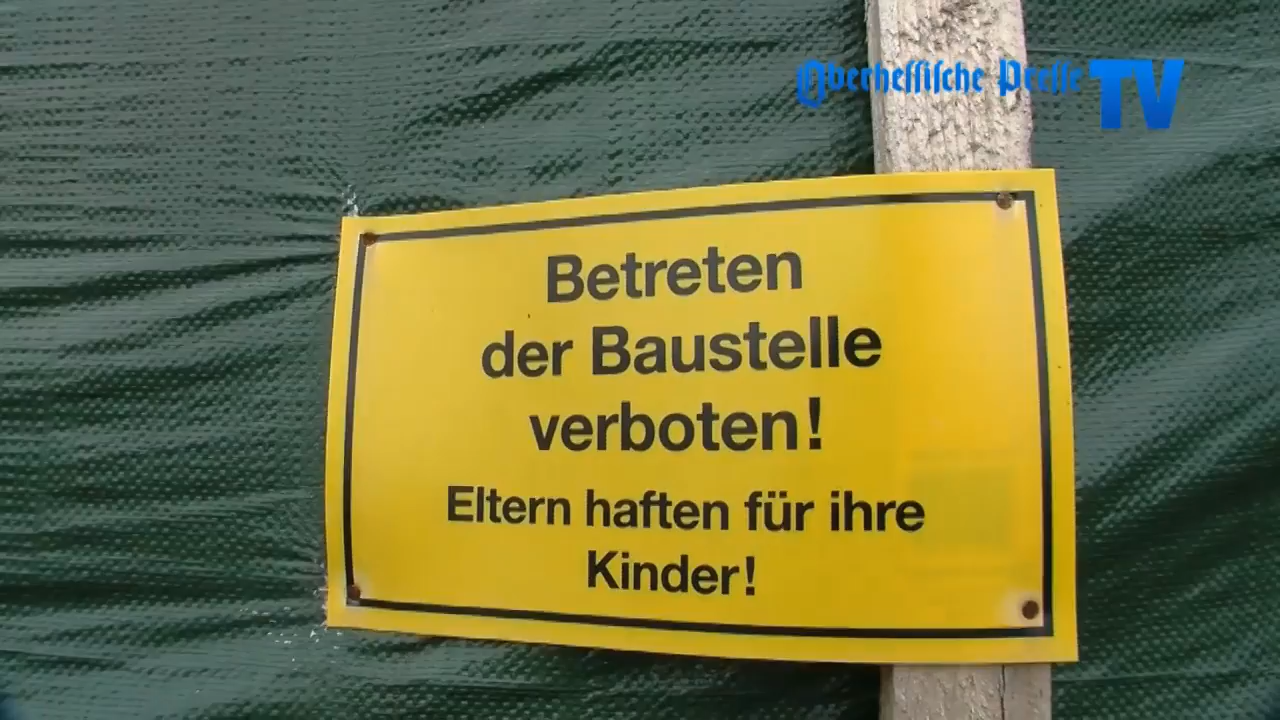 Oberhessische Presse TV
Betreten
der Baustelle
verboten!
Eltern haften für ihre
Kinder!